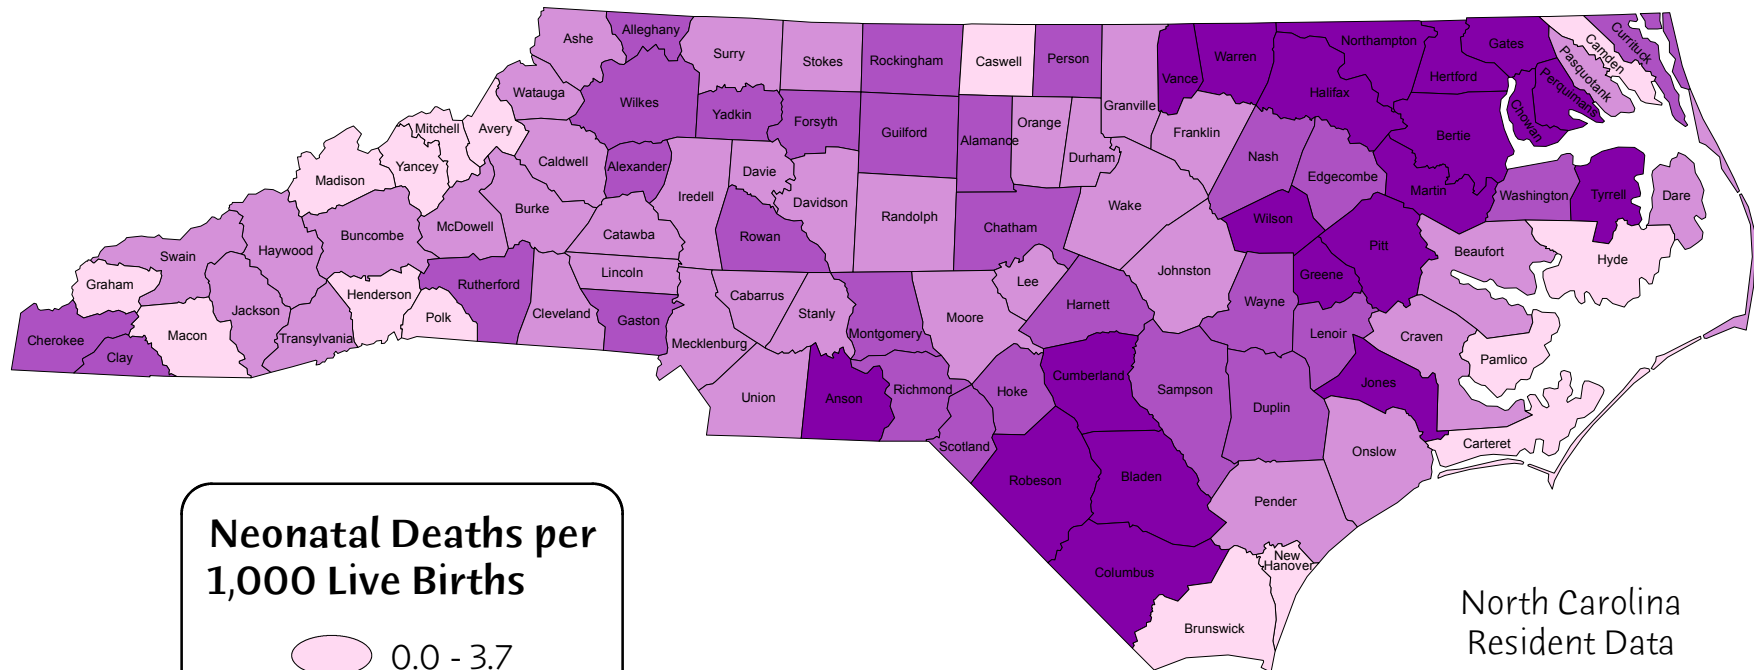 Ashe
Alleghany
Surry
Stokes
Rockingham
Caswell
Person
Granville
Vance
Warren
Northampton
Gates
Camden
Currituck
Pasquotank
Perquimans
Chowan
Hertford
Halifax
Bertie
Watauga
Wilkes
Yadkin
Forsyth
Guilford
Alamance
Orange
Durham
Franklin
Nash
Edgecombe
Martin
Washington
Tyrrell
Dare
Mitchell
Avery
Yancey
Madison
Caldwell
Alexander
Iredell
Davie
Davidson
Randolph
Chatham
Wake
Wilson
Pitt
Beaufort
Hyde
Burke
McDowell
Buncombe
Haywood
Swain
Catawba
Rowan
Johnston
Greene
Graham
Henderson
Polk
Rutherford
Cleveland
Lincoln
Gaston
Cabarrus
Stanly
Montgomery
Moore
Lee
Harnett
Wayne
Lenoir
Craven
Pamlico
Cherokee
Clay
Macon
Jackson
Transylvania
Mecklenburg
Union
Anson
Richmond
Scotland
Hoke
Cumberland
Sampson
Duplin
Jones
Onslow
Carteret
Robeson
Bladen
Pender
Columbus
New
Hanover
Brunswick
Neonatal Deaths per
1,000 Live Births
0.0 - 3.7
North Carolina
Resident Data